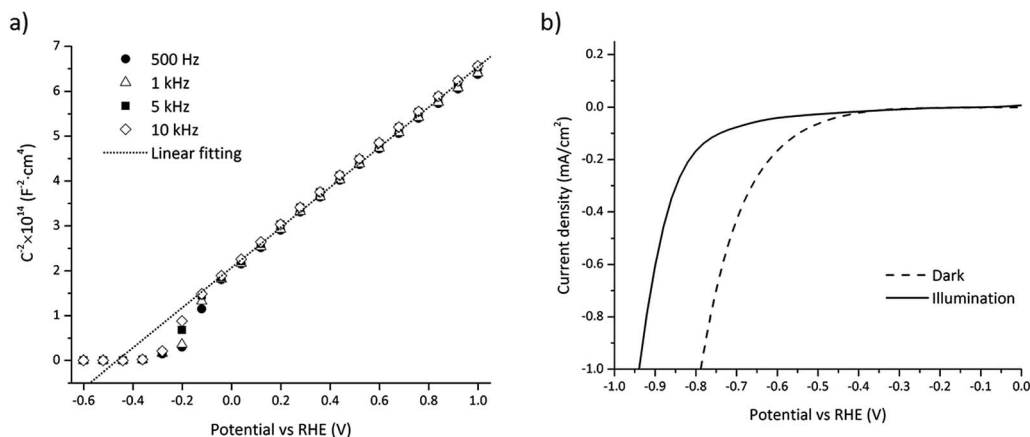 a)
7
6
5
4
3
2
1
0
500 Hz
1 kHz
5 kHz
10 kHz
Linear fitting
C⁻²×10¹⁴ (F⁻²·cm⁴)
-0.6 -0.4 -0.2 0.0 0.2 0.4 0.6 0.8 1.0
Potential vs RHE (V)
b)
0.2
0.0
-0.2
-0.4
-0.6
-0.8
-1.0
Current density (mA/cm²)
Dark
Illumination
-1.0 -0.9 -0.8 -0.7 -0.6 -0.5 -0.4 -0.3 -0.2 -0.1 0.0
Potential vs RHE (V)